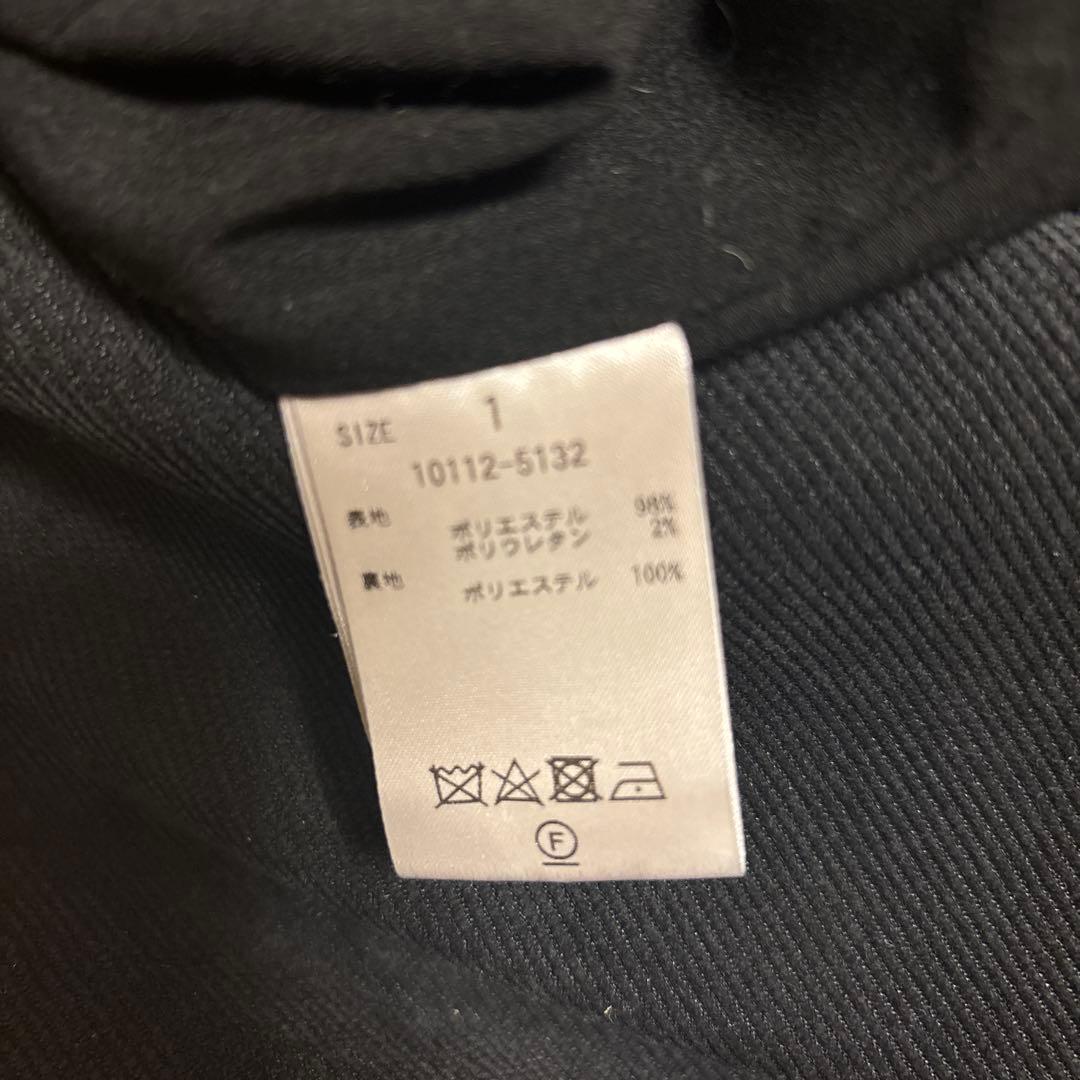 SIZE 1
10112-5132
表地 ポリエステル 98%
ポリウレタン 2%
裏地 ポリエステル 100%
F